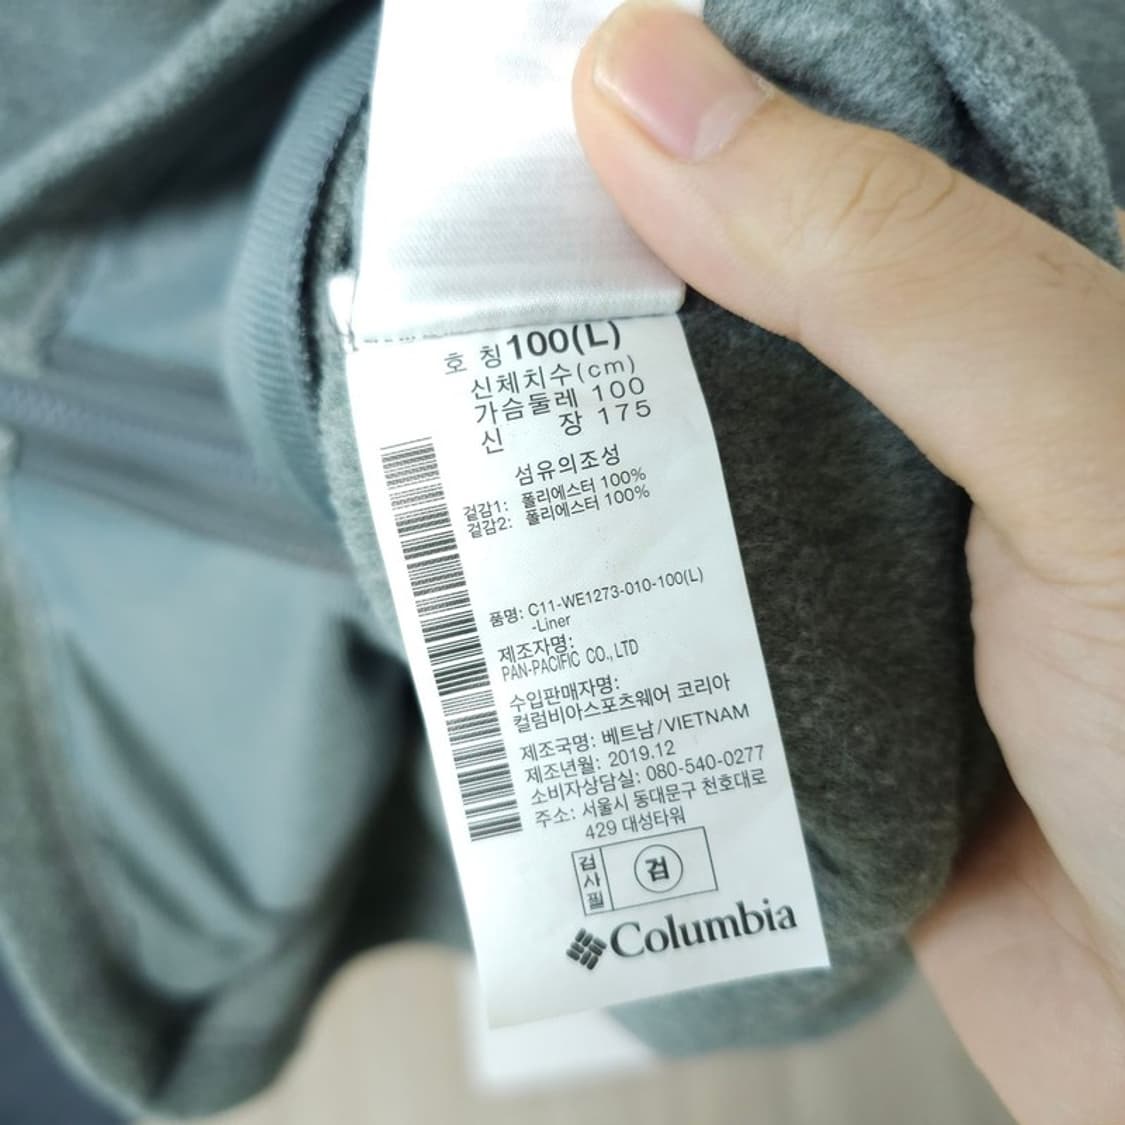 호 칭 100(L)
신체치수(cm)
가슴둘레 100
신 장 175
섬유의조성
겉감1: 폴리에스터 100%
겉감2: 폴리에스터 100%
품명: C11-WE1273-010-100(L)
-Liner
제조자명:
PAN-PACIFIC CO., LTD
수입판매자명:
컬럼비아스포츠웨어 코리아
제조국명: 베트남/VIETNAM
제조년월: 2019.12
소비자상담실: 080-540-0277
주소: 서울시 동대문구 천호대로
429 대성타워
검사필
검
Columbia